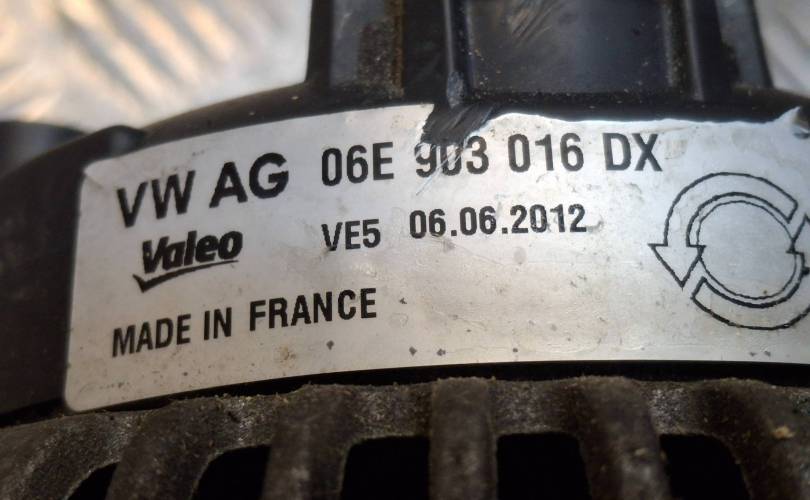 VW AG 06E 903 016 DX
Valeo VE5 06.06.2012
MADE IN FRANCE